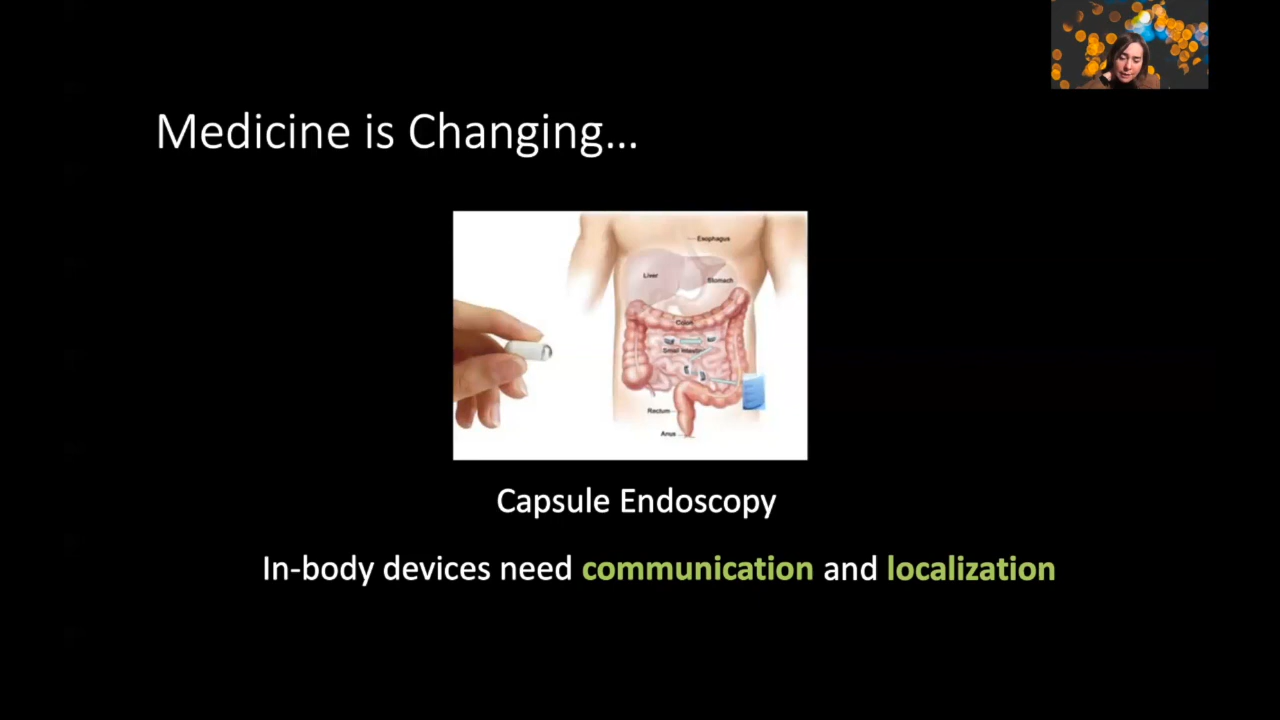 Medicine is Changing...
Esophagus
Liver
Stomach
Colon
Small Intestine
Rectum
Anus
Capsule Endoscopy
In-body devices need communication and localization